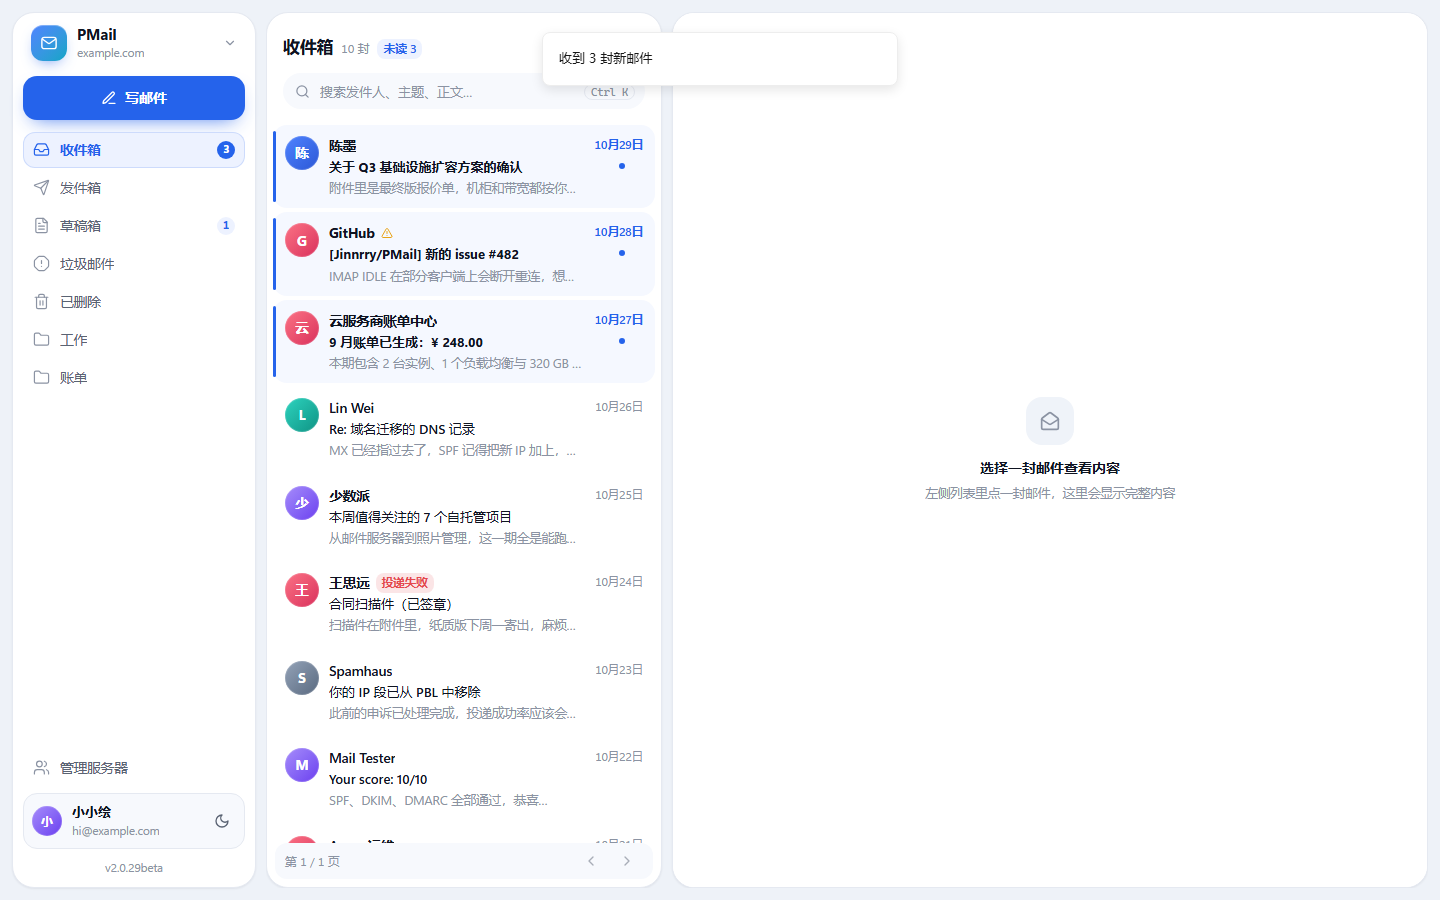 PMail
example.com
写邮件
收件箱 3
发件箱
草稿箱 1
垃圾邮件
已删除
工作
账单
管理服务器
小 小小绘
hi@example.com
v2.0.29beta
收件箱 10 封 未读 3
收到 3 封新邮件
搜索发件人、主题、正文... Ctrl K
陈 陈墨 10月29日
关于 Q3 基础设施扩容方案的确认
附件里是最终版报价单，机柜和带宽都按你...
G GitHub 10月28日
[Jinnrry/PMail] 新的 issue #482
IMAP IDLE 在部分客户端上会断开重连，想...
云 云服务商账单中心 10月27日
9 月账单已生成：¥ 248.00
本期包含 2 台实例、1 个负载均衡与 320 GB ...
L Lin Wei 10月26日
Re: 域名迁移的 DNS 记录
MX 已经指过去了，SPF 记得把新 IP 加上，...
少 少数派 10月25日
本周值得关注的 7 个自托管项目
从邮件服务器到照片管理，这一期全是能跑...
王 王思远 投递失败 10月24日
合同扫描件（已签章）
扫描件在附件里，纸质版下周一寄出，麻烦...
S Spamhaus 10月23日
你的 IP 段已从 PBL 中移除
此前的申诉已处理完成，投递成功率应该会...
M Mail Tester 10月22日
Your score: 10/10
SPF、DKIM、DMARC 全部通过，恭喜...
第 1 / 1 页
选择一封邮件查看内容
左侧列表里点一封邮件，这里会显示完整内容